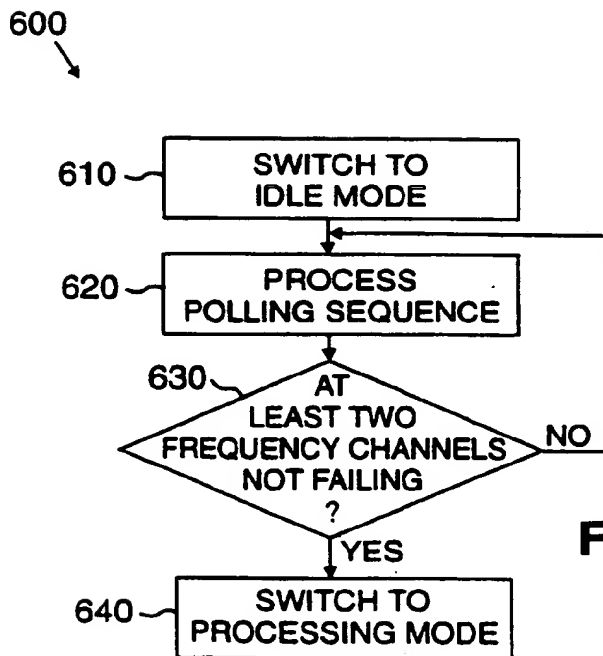 600
610
SWITCH TO
IDLE MODE
620
PROCESS
POLLING SEQUENCE
630
AT
LEAST TWO
FREQUENCY CHANNELS
NOT FAILING
?
NO
YES
F
640
SWITCH TO
PROCESSING MODE